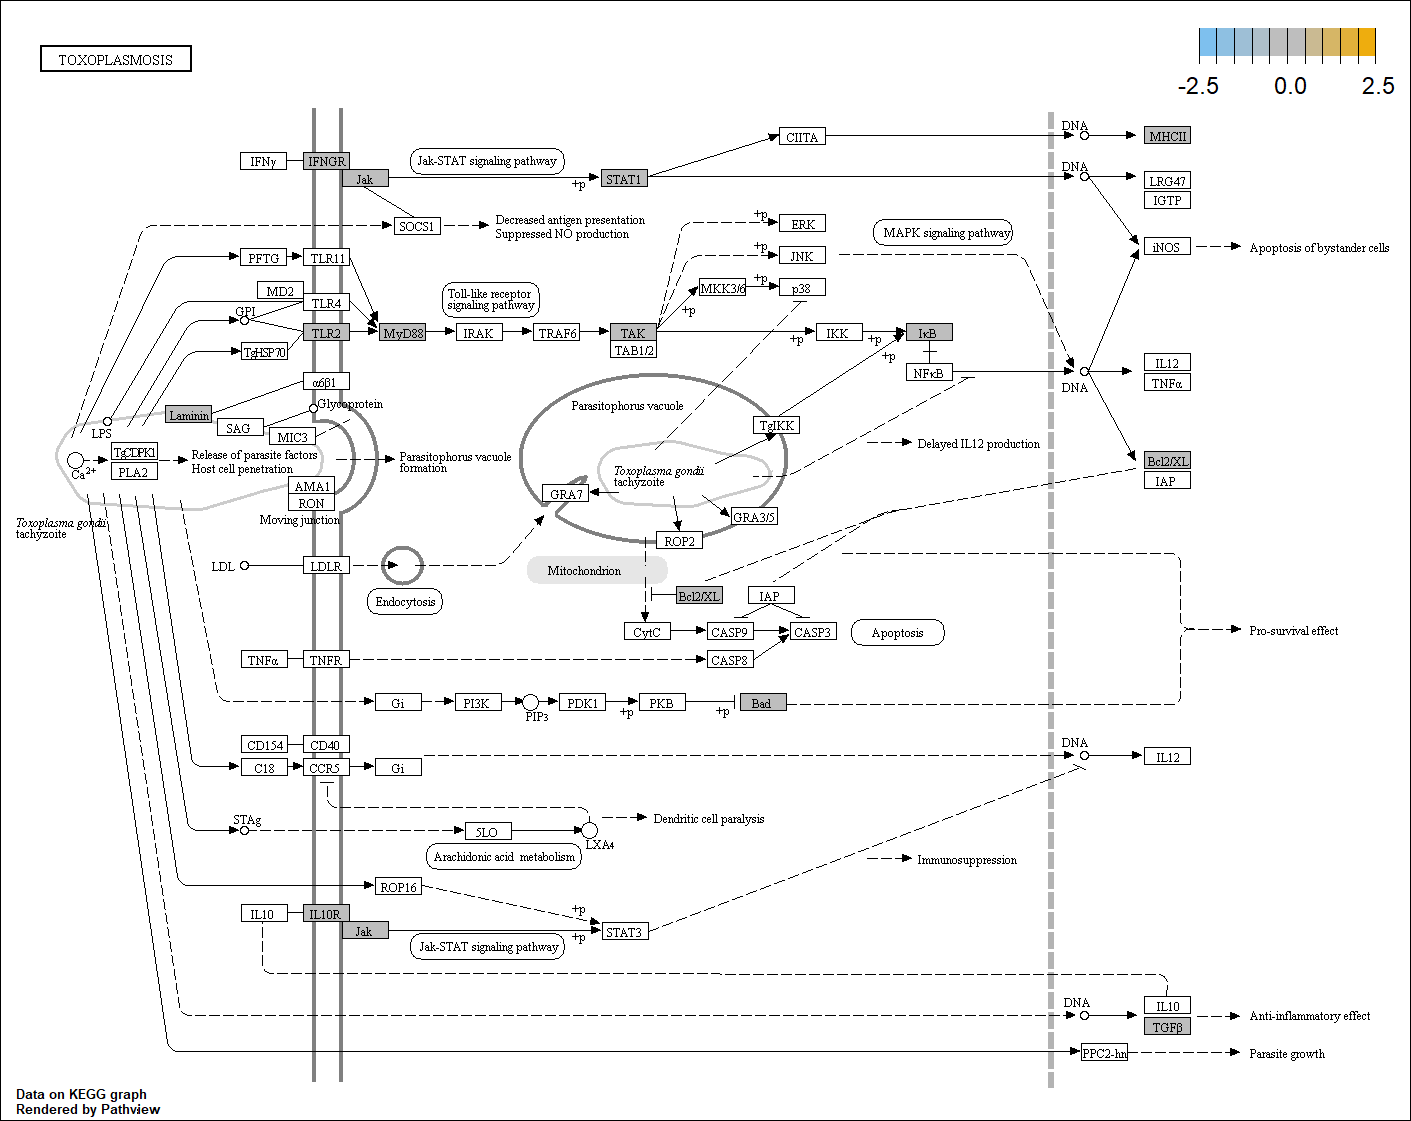 TOXOPLASMOSIS
-2.5 0.0 2.5
DNA
CIITA
MHCII
IFNγ
IFNGR
Jak-STAT signaling pathway
DNA
Jak
+p
STAT1
LRG47
IGTP
SOCS1
Decreased antigen presentation
Suppressed NO production
+p
ERK
MAPK signaling pathway
PFTG
TLR11
+p
JNK
iNOS
Apoptosis of bystander cells
MD2
TLR4
Toll-like receptor
signaling pathway
MKK3/6
+p
p38
+p
GPI
TLR2
MyD88
IRAK
TRAF6
TAK
TAB1/2
+p
IKK
+p
IκB
+p
TgHSP70
NFκB
DNA
IL12
TNFα
α6β1
Laminin
Glycoprotein
SAG
MIC3
Parasitophorus vacuole
TgIKK
LPS
Ca2+
TgCDPK1
PLA2
Release of parasite factors
Host cell penetration
Parasitophorus vacuole
formation
Delayed IL12 production
Toxoplasma gondii
tachyzoite
Bcl2/XL
IAP
AMA1
RON
Moving junction
GRA7
GRA3/5
Toxoplasma gondii
tachyzoite
ROP2
LDL
LDLR
Mitochondrion
Endocytosis
Bcl2/XL
IAP
CytC
CASP9
CASP3
Apoptosis
Pro-survival effect
TNFα
TNFR
CASP8
Gi
PI3K
PIP3
PDK1
+p
PKB
+p
Bad
CD154
CD40
DNA
C18
CCR5
Gi
IL12
STAg
5LO
LXA4
Dendritic cell paralysis
Arachidonic acid metabolism
Immunosuppression
ROP16
IL10
IL10R
+p
Jak
+p
STAT3
Jak-STAT signaling pathway
DNA
IL10
TGFβ
Anti-inflammatory effect
PPC2-hn
Parasite growth
Data on KEGG graph
Rendered by Pathview